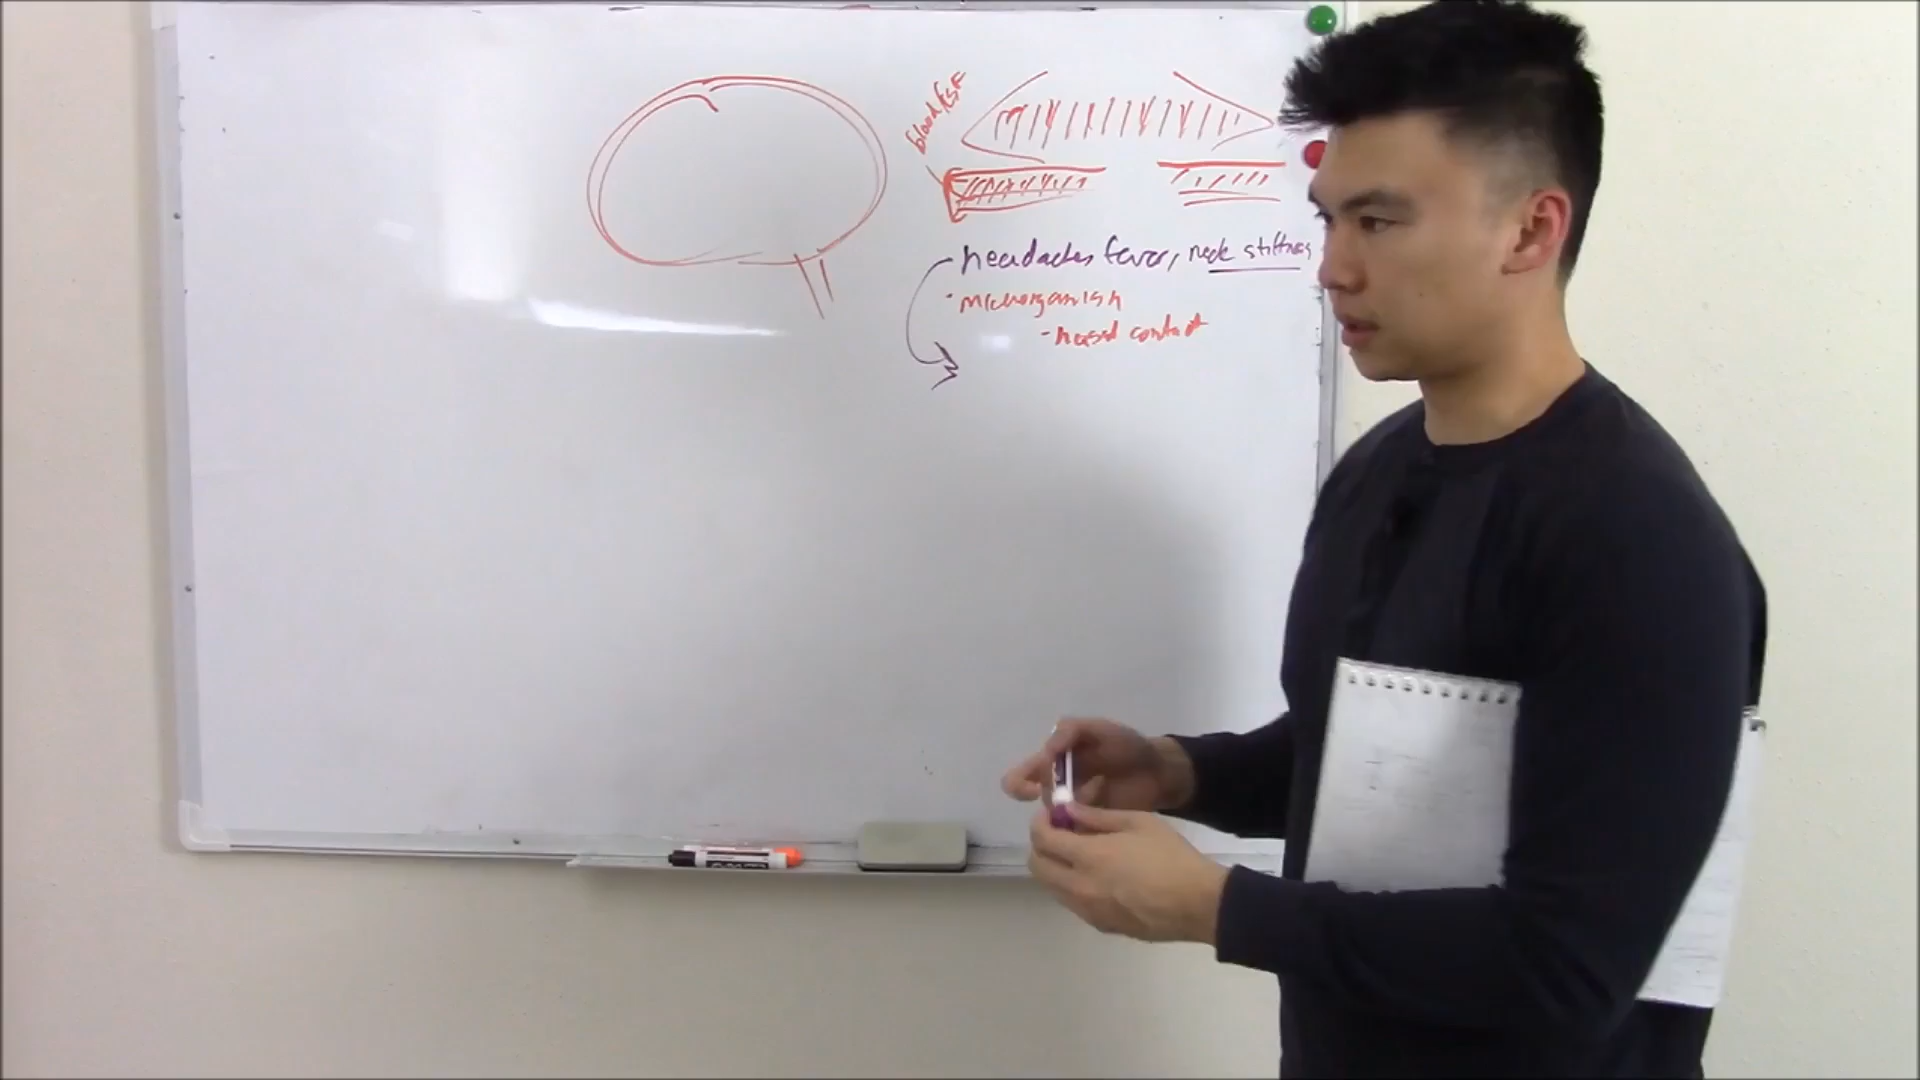 blood/CSF
headaches fever, neck stiffness
· microorganism
- nasal contact